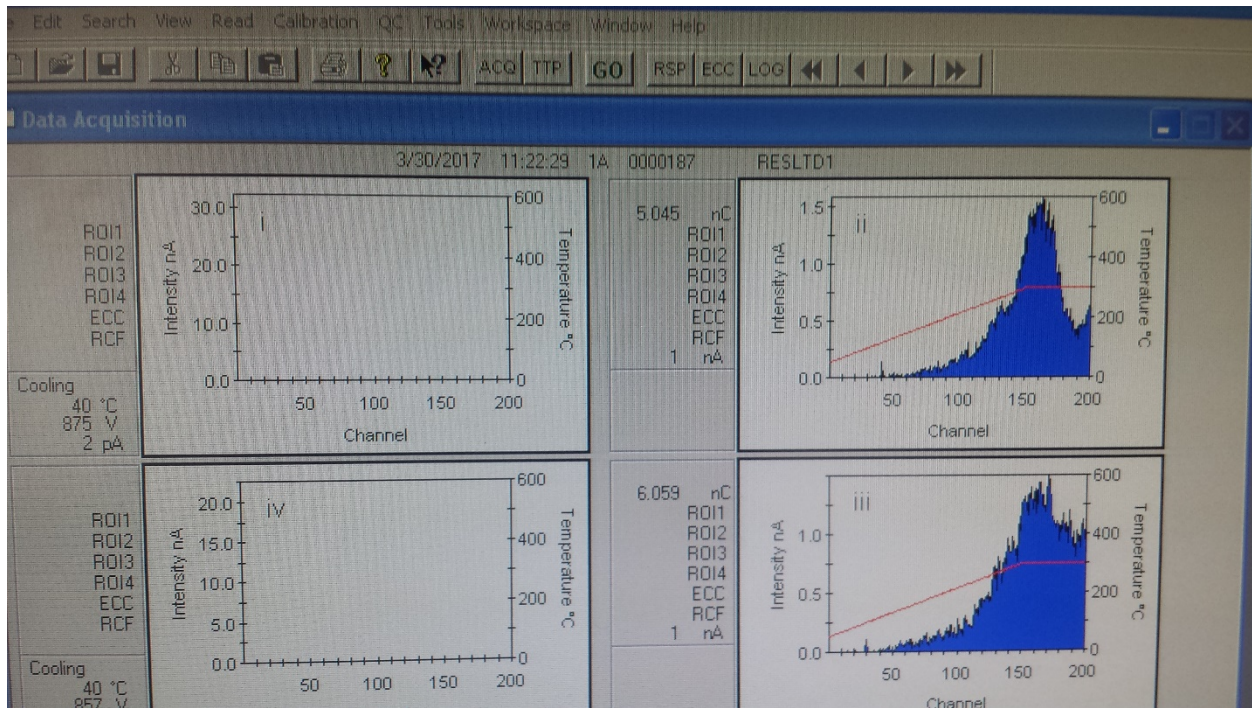 Edit Search View Read Calibration QC Tools Workspace Window Help
ACQ TTP GO RSP ECC LOG
Data Acquisition
3/30/2017 11:22:29 1A 0000187 RESLTD1
ROI1
ROI2
ROI3
ROI4
ECC
RCF
Cooling
40 °C
875 V
2 pA
i
Intensity nA
30.0
20.0
10.0
0.0
50 100 150 200
Channel
600
400
200
0
Temperature °C
5.045 nC
ROI1
ROI2
ROI3
ROI4
ECC
RCF
1 nA
ii
Intensity nA
1.5
1.0
0.5
0.0
50 100 150 200
Channel
600
400
200
0
Temperature °C
ROI1
ROI2
ROI3
ROI4
ECC
RCF
Cooling
40 °C
857 V
iv
Intensity nA
20.0
15.0
10.0
5.0
0.0
50 100 150 200
600
400
200
0
Temperature °C
6.059 nC
ROI1
ROI2
ROI3
ROI4
ECC
RCF
1 nA
iii
Intensity nA
1.0
0.5
0.0
50 100 150 200
Channel
600
400
200
0
Temperature °C